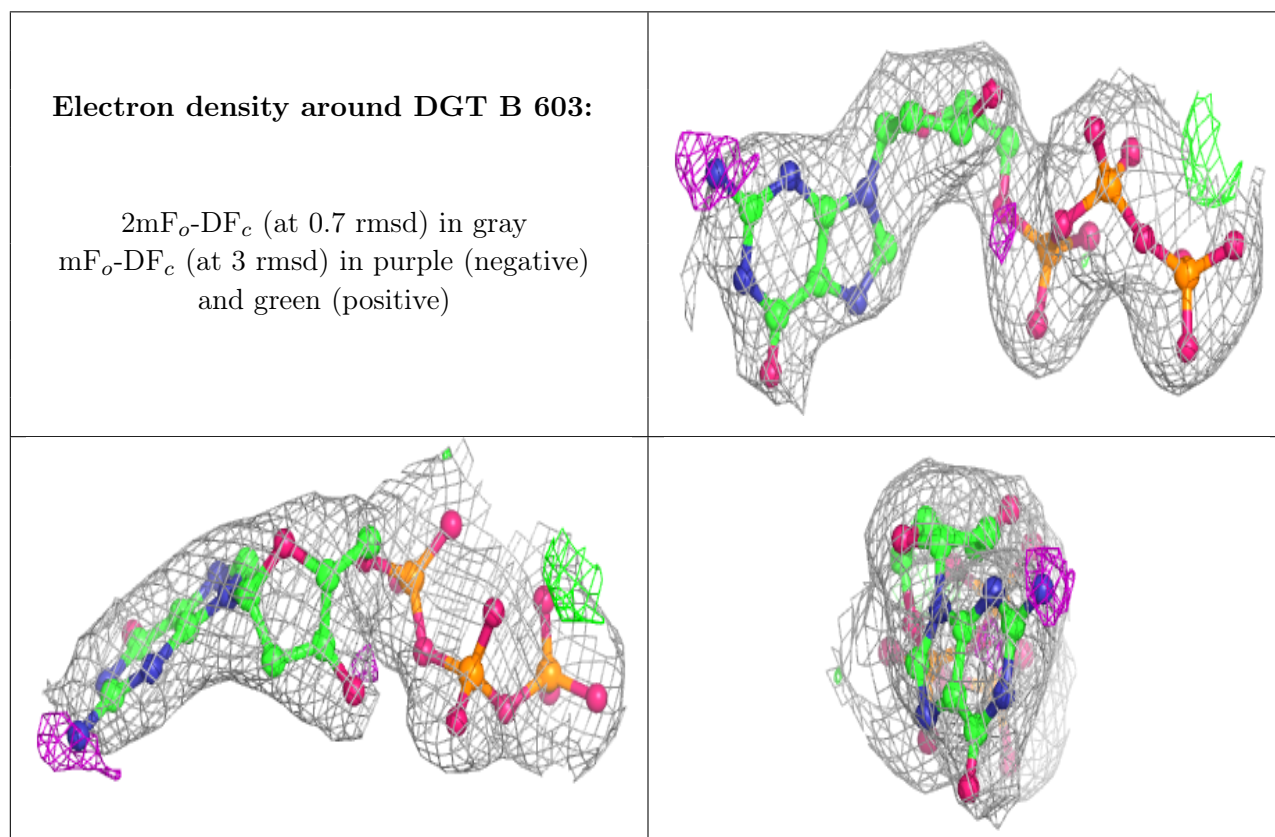 Electron density around DGT B 603:
2mFₒ-DF𝒸 (at 0.7 rmsd) in gray
mFₒ-DF𝒸 (at 3 rmsd) in purple (negative)
and green (positive)